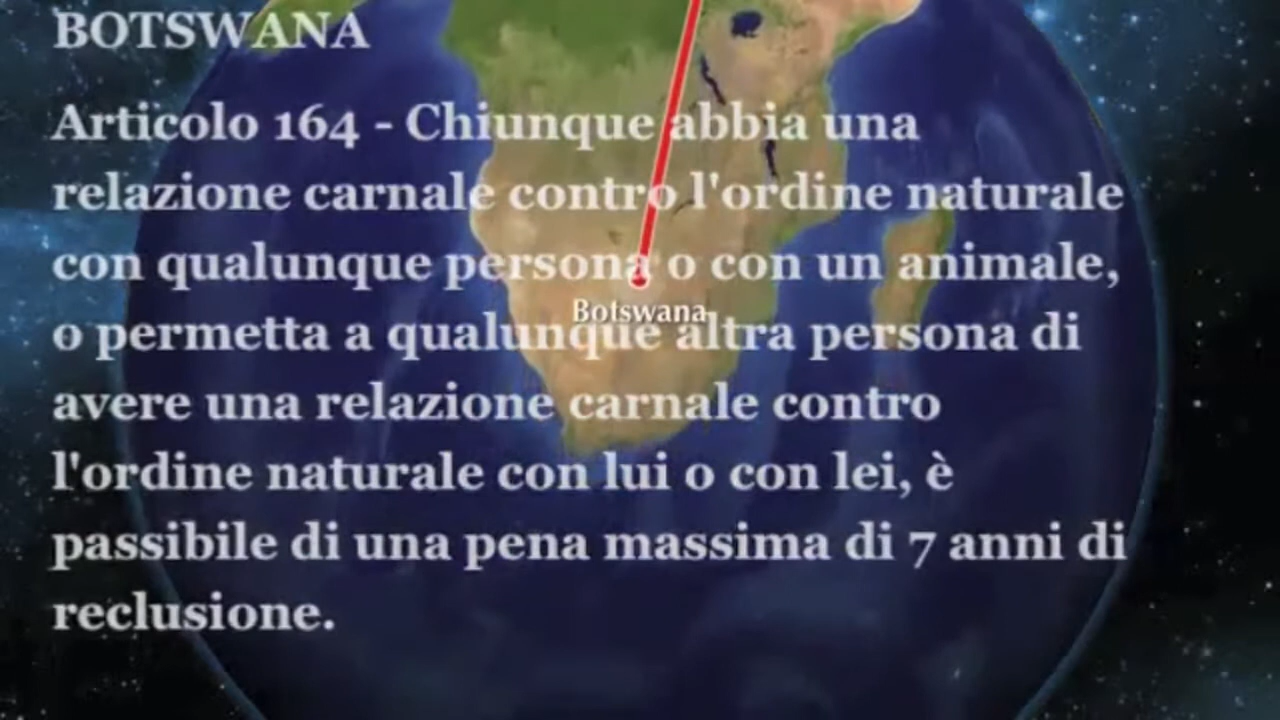 BOTSWANA
Articolo 164 - Chiunque abbia una
relazione carnale contro l'ordine naturale
con qualunque persona o con un animale,
Botswana
o permetta a qualunque altra persona di
avere una relazione carnale contro
l'ordine naturale con lui o con lei, è
passibile di una pena massima di 7 anni di
reclusione.